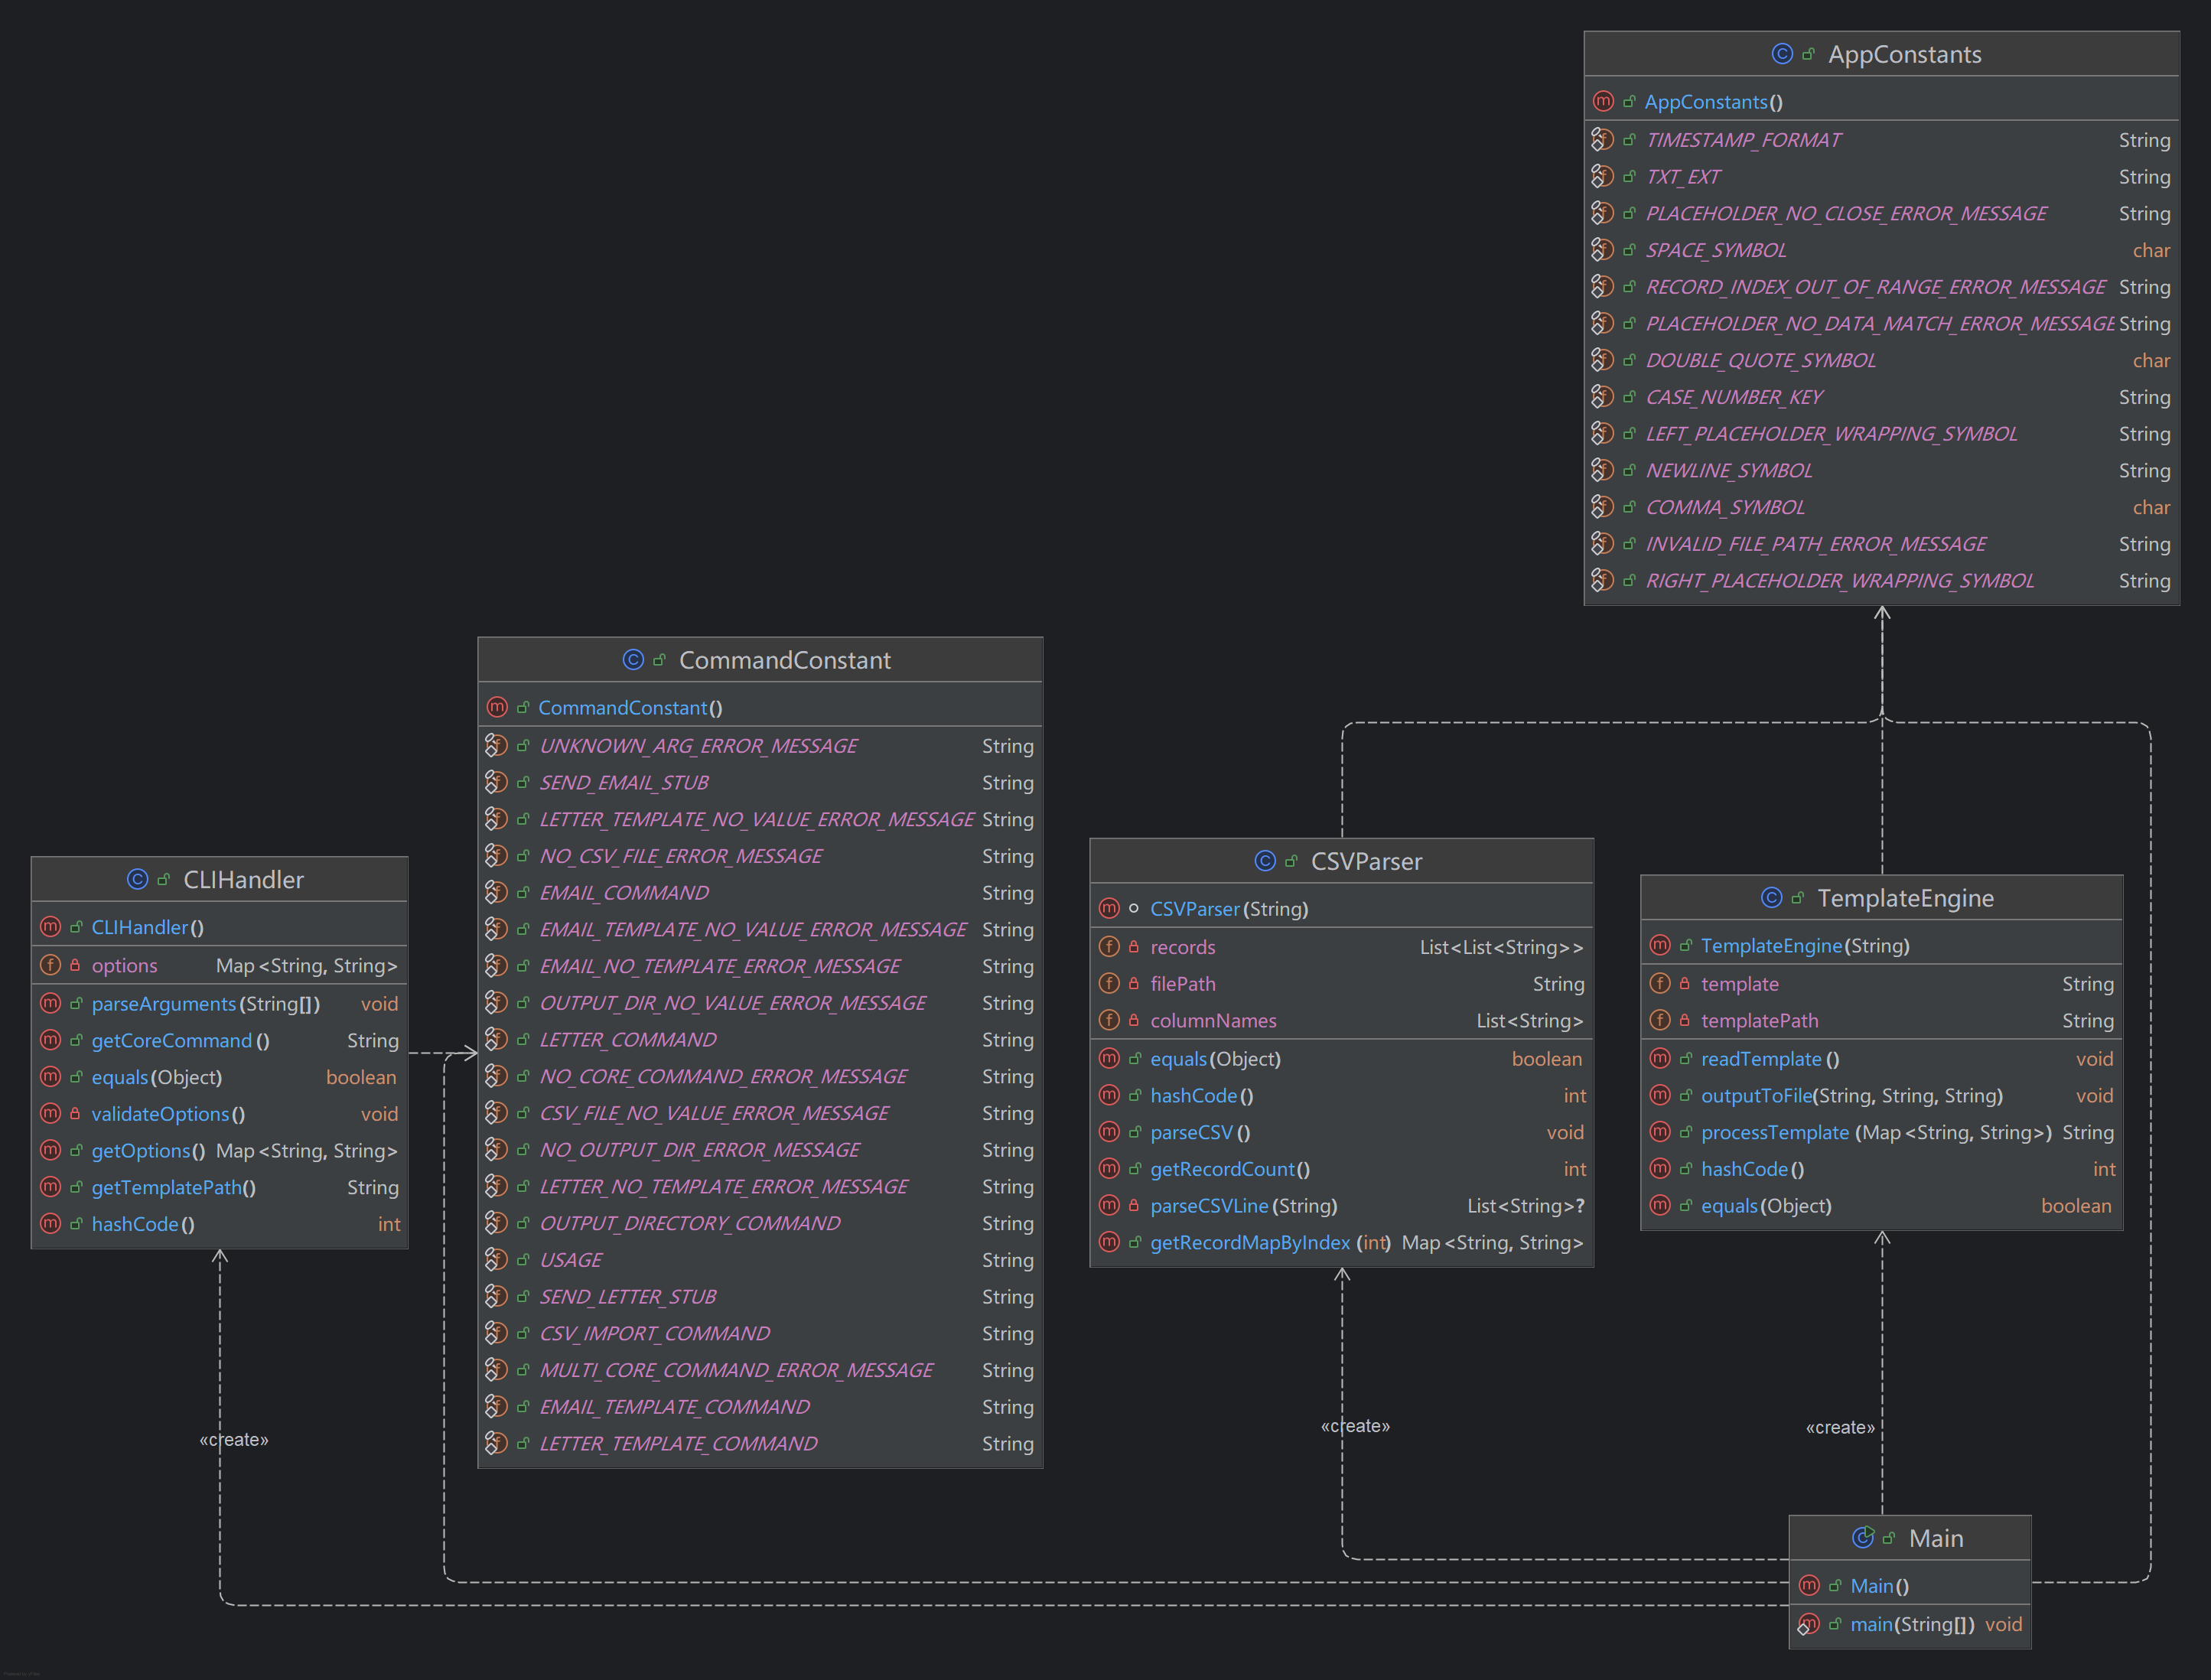 AppConstants
AppConstants()
TIMESTAMP_FORMAT String
TXT_EXT String
PLACEHOLDER_NO_CLOSE_ERROR_MESSAGE String
SPACE_SYMBOL char
RECORD_INDEX_OUT_OF_RANGE_ERROR_MESSAGE String
PLACEHOLDER_NO_DATA_MATCH_ERROR_MESSAGE String
DOUBLE_QUOTE_SYMBOL char
CASE_NUMBER_KEY String
LEFT_PLACEHOLDER_WRAPPING_SYMBOL String
NEWLINE_SYMBOL String
COMMA_SYMBOL char
INVALID_FILE_PATH_ERROR_MESSAGE String
RIGHT_PLACEHOLDER_WRAPPING_SYMBOL String
CommandConstant
CommandConstant()
UNKNOWN_ARG_ERROR_MESSAGE String
SEND_EMAIL_STUB String
LETTER_TEMPLATE_NO_VALUE_ERROR_MESSAGE String
NO_CSV_FILE_ERROR_MESSAGE String
EMAIL_COMMAND String
EMAIL_TEMPLATE_NO_VALUE_ERROR_MESSAGE String
EMAIL_NO_TEMPLATE_ERROR_MESSAGE String
OUTPUT_DIR_NO_VALUE_ERROR_MESSAGE String
LETTER_COMMAND String
NO_CORE_COMMAND_ERROR_MESSAGE String
CSV_FILE_NO_VALUE_ERROR_MESSAGE String
NO_OUTPUT_DIR_ERROR_MESSAGE String
LETTER_NO_TEMPLATE_ERROR_MESSAGE String
OUTPUT_DIRECTORY_COMMAND String
USAGE String
SEND_LETTER_STUB String
CSV_IMPORT_COMMAND String
MULTI_CORE_COMMAND_ERROR_MESSAGE String
EMAIL_TEMPLATE_COMMAND String
LETTER_TEMPLATE_COMMAND String
CLIHandler
CLIHandler()
options Map<String, String>
parseArguments(String[]) void
getCoreCommand() String
equals(Object) boolean
validateOptions() void
getOptions() Map<String, String>
getTemplatePath() String
hashCode() int
CSVParser
CSVParser(String)
records List<List<String>>
filePath String
columnNames List<String>
equals(Object) boolean
hashCode() int
parseCSV() void
getRecordCount() int
parseCSVLine(String) List<String>?
getRecordMapByIndex(int) Map<String, String>
TemplateEngine
TemplateEngine(String)
template String
templatePath String
readTemplate() void
outputToFile(String, String, String) void
processTemplate(Map<String, String>) String
hashCode() int
equals(Object) boolean
«create»
«create»
«create»
Main
Main()
main(String[]) void